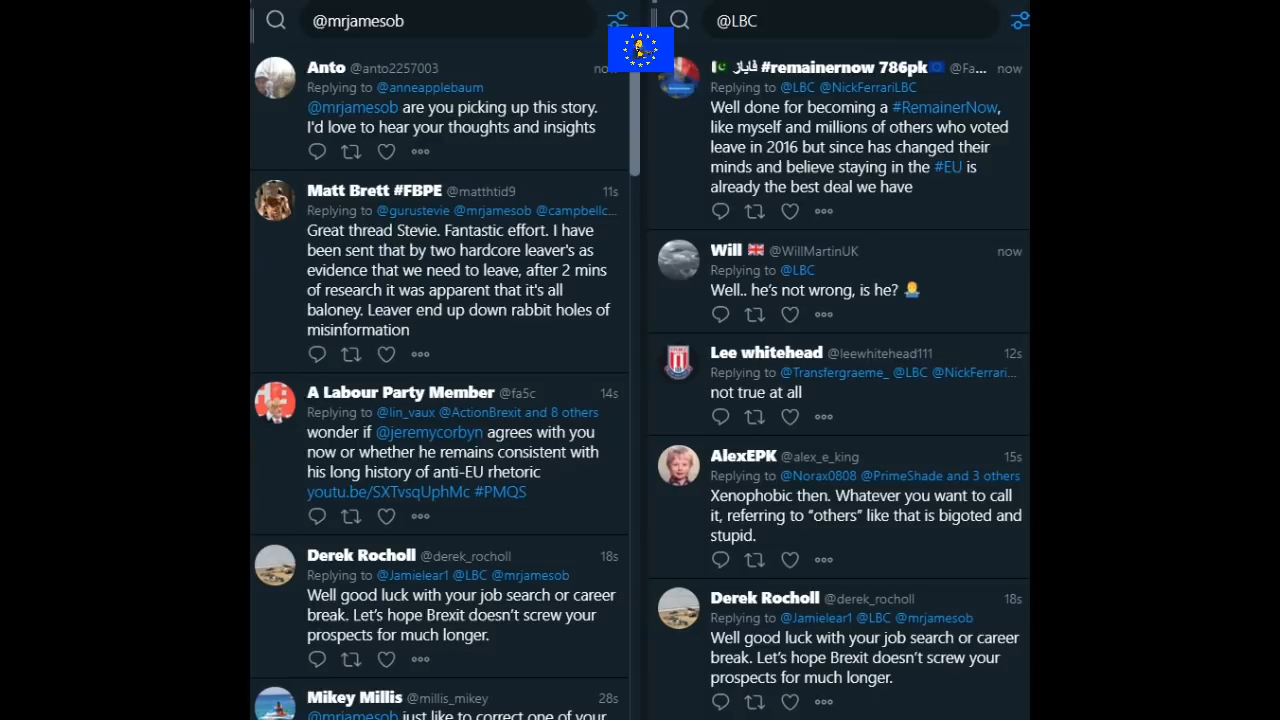 @mrjamesob
Anto @anto2257003 now
Replying to @anneapplebaum
@mrjamesob are you picking up this story.
I'd love to hear your thoughts and insights
Matt Brett #FBPE @matthtid9 11s
Replying to @gurustevie @mrjamesob @campbellc...
Great thread Stevie. Fantastic effort. I have
been sent that by two hardcore leaver's as
evidence that we need to leave, after 2 mins
of research it was apparent that it's all
baloney. Leaver end up down rabbit holes of
misinformation
A Labour Party Member @fa5c 14s
Replying to @lin_vaux @ActionBrexit and 8 others
wonder if @jeremycorbyn agrees with you
now or whether he remains consistent with
his long history of anti-EU rhetoric
youtu.be/SXTvsqUphMc #PMQS
Derek Rocholl @derek_rocholl 18s
Replying to @Jamielear1 @LBC @mrjamesob
Well good luck with your job search or career
break. Let's hope Brexit doesn't screw your
prospects for much longer.
Mikey Millis @millis_mikey 28s
@mrjamesob just like to correct one of your
@LBC
فياز #remainernow 786pk @Fa... now
Replying to @LBC @NickFerrariLBC
Well done for becoming a #RemainerNow,
like myself and millions of others who voted
leave in 2016 but since has changed their
minds and believe staying in the #EU is
already the best deal we have
Will @WillMartinUK now
Replying to @LBC
Well.. he's not wrong, is he?
Lee whitehead @leewhitehead111 12s
Replying to @Transfergraeme_ @LBC @NickFerrari...
not true at all
AlexEPK @alex_e_king 15s
Replying to @Norax0808 @PrimeShade and 3 others
Xenophobic then. Whatever you want to call
it, referring to “others” like that is bigoted and
stupid.
Derek Rocholl @derek_rocholl 18s
Replying to @Jamielear1 @LBC @mrjamesob
Well good luck with your job search or career
break. Let's hope Brexit doesn't screw your
prospects for much longer.